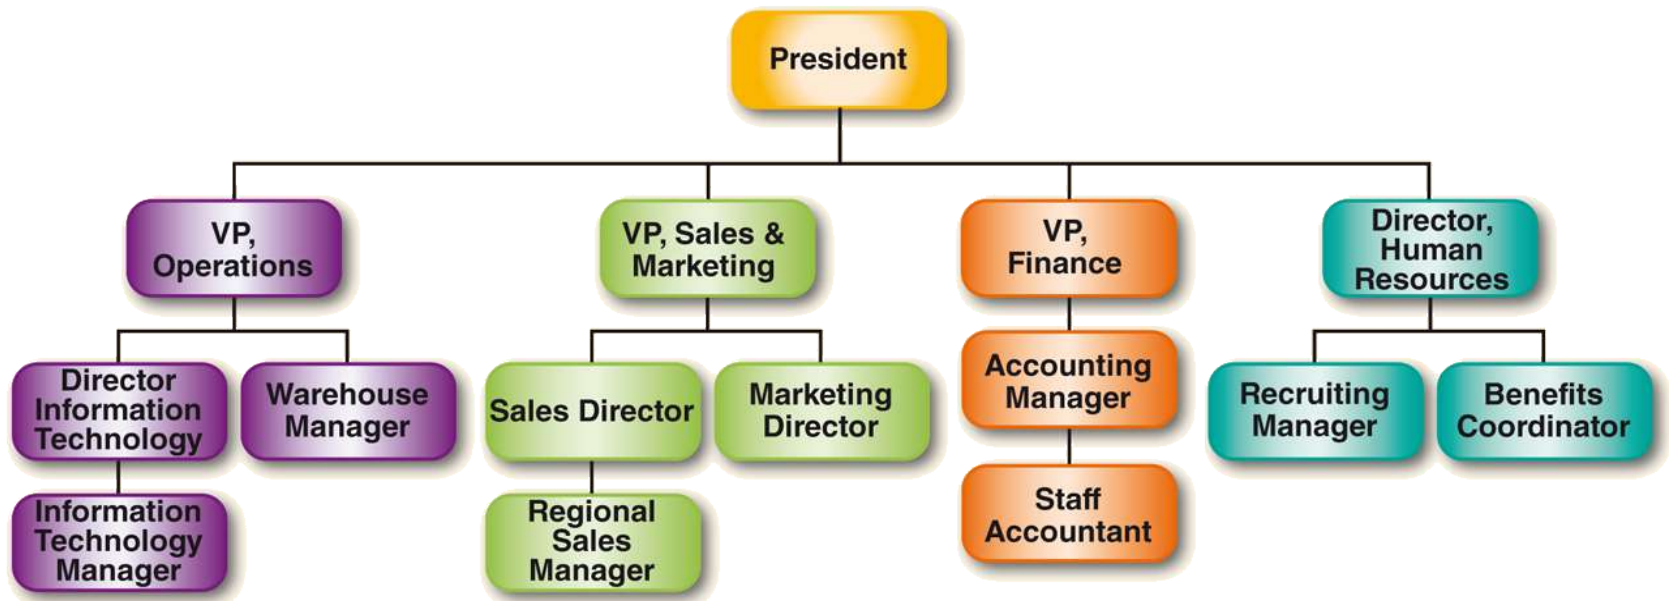 President
VP,
Operations
VP, Sales &
Marketing
VP,
Finance
Director,
Human
Resources
Director
Information
Technology
Warehouse
Manager
Sales Director
Marketing
Director
Accounting
Manager
Recruiting
Manager
Benefits
Coordinator
Information
Technology
Manager
Regional
Sales
Manager
Staff
Accountant